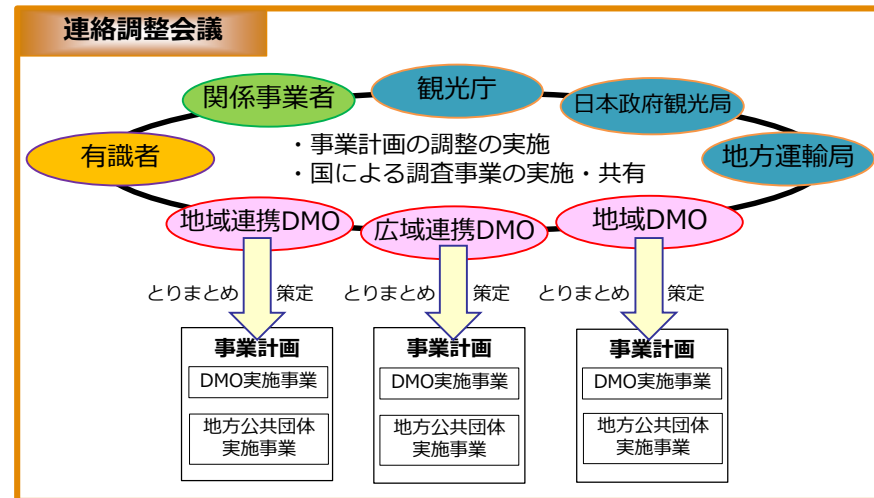 連絡調整会議
関係事業者
観光庁
日本政府観光局
有識者
・事業計画の調整の実施
・国による調査事業の実施・共有
地方運輸局
地域連携DMO
広域連携DMO
地域DMO
とりまとめ 策定
とりまとめ 策定
とりまとめ 策定
事業計画
DMO実施事業
地方公共団体
実施事業
事業計画
DMO実施事業
地方公共団体
実施事業
事業計画
DMO実施事業
地方公共団体
実施事業